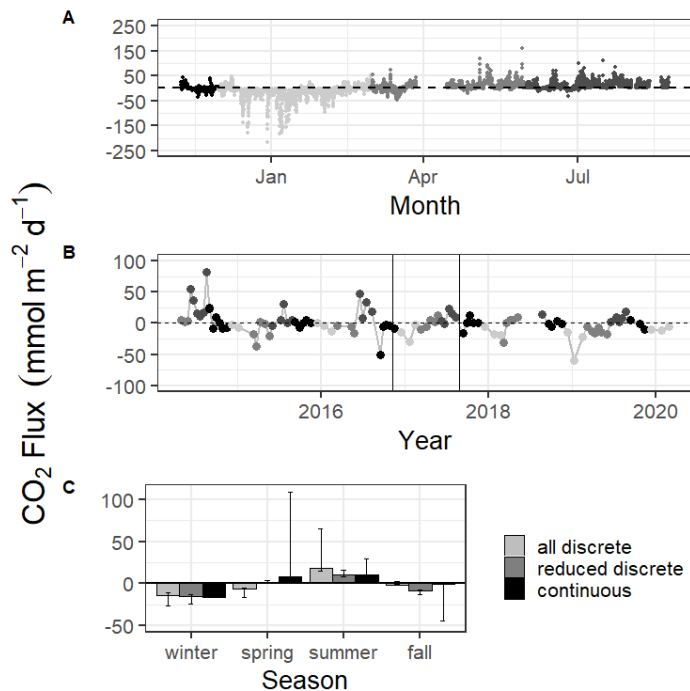 A
250
150
50
-50
-150
-250
Jan Apr Jul
Month
B
100
50
0
-50
-100
2016 2018 2020
Year
C
100
50
0
-50
winter spring summer fall
Season
all discrete
reduced discrete
continuous
CO₂ Flux (mmol m⁻² d⁻¹)